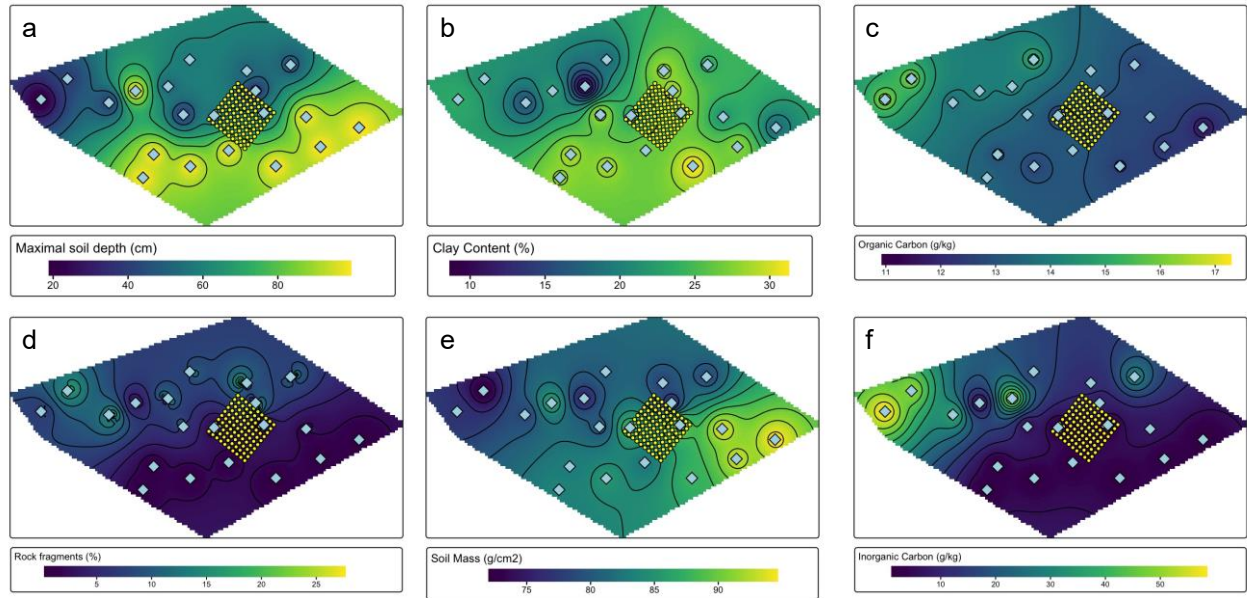 a
b
c
Maximal soil depth (cm)
20 40 60 80
Clay Content (%)
10 15 20 25 30
Organic Carbon (g/kg)
11 12 13 14 15 16 17
d
e
f
Rock fragments (%)
5 10 15 20 25
Soil Mass (g/cm2)
75 80 85 90
Inorganic Carbon (g/kg)
10 20 30 40 50